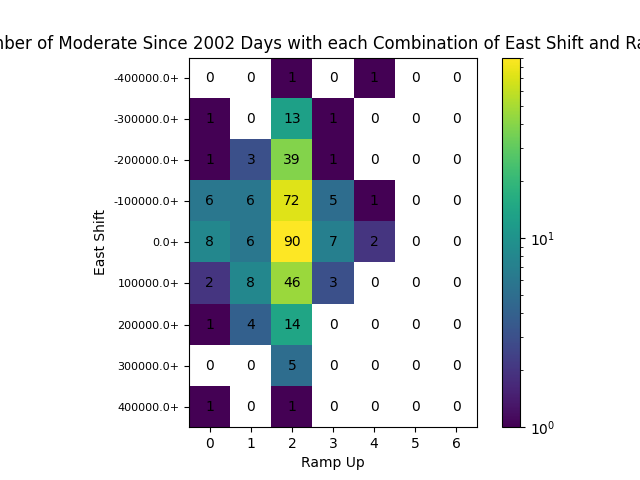 of Moderate Since 2002 Days with each Combination of East Shift and
-400000.0+ 0 0 1 0 1 0 0
-300000.0+ 1 0 13 1 0 0 0
-200000.0+ 1 3 39 1 0 0 0
-100000.0+ 6 6 72 5 1 0 0
0.0+ 8 6 90 7 2 0 0
100000.0+ 2 8 46 3 0 0 0
200000.0+ 1 4 14 0 0 0 0
300000.0+ 0 0 5 0 0 0 0
400000.0+ 1 0 1 0 0 0 0
0 1 2 3 4 5 6
Ramp Up
East Shift
10¹
10⁰